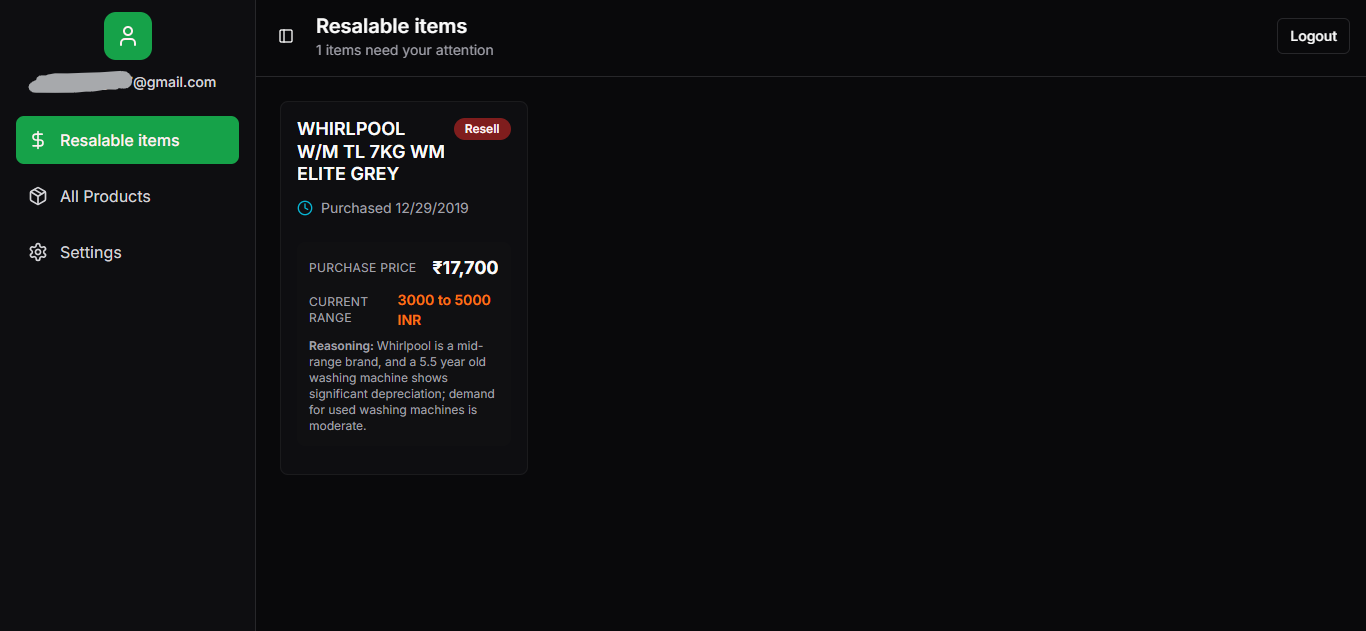 @gmail.com
Resalable items
All Products
Settings
Resalable items
1 items need your attention
Logout
WHIRLPOOL
W/M TL 7KG WM
ELITE GREY
Resell
Purchased 12/29/2019
PURCHASE PRICE ₹17,700
CURRENT
RANGE
3000 to 5000
INR
Reasoning: Whirlpool is a mid-
range brand, and a 5.5 year old
washing machine shows
significant depreciation; demand
for used washing machines is
moderate.